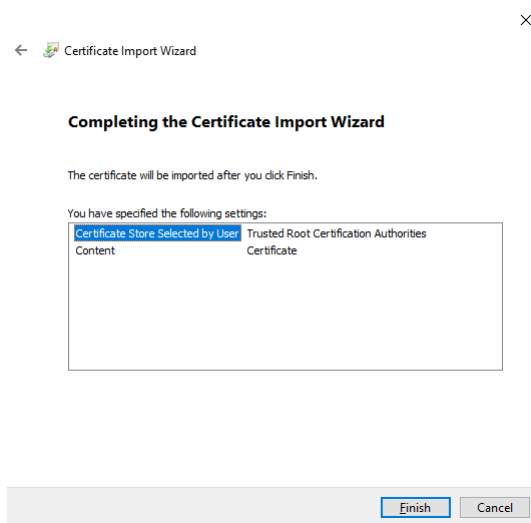 Certificate Import Wizard
Completing the Certificate Import Wizard
The certificate will be imported after you click Finish.
You have specified the following settings:
Certificate Store Selected by User Trusted Root Certification Authorities
Content Certificate
Finish Cancel